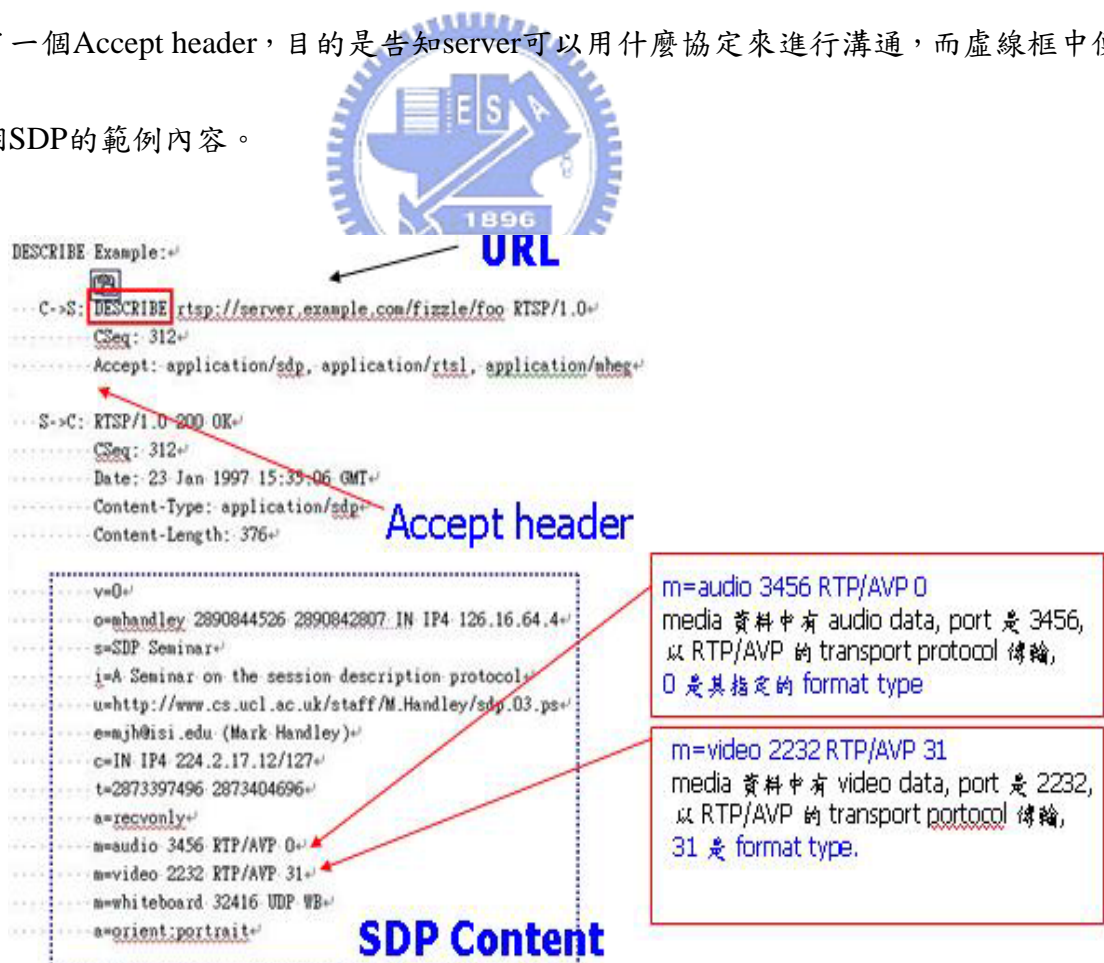 一個Accept header，目的是告知server可以用什麼協定來進行溝通，而虛線框中
SDP的範例內容。
ESA
1896
DESCRIBE Example:
URL
C->S: DESCRIBE rtsp://server.example.com/fizzle/foo RTSP/1.0
CSeq: 312
Accept: application/sdp, application/rtsl, application/mheg
S->C: RTSP/1.0 200 OK
CSeq: 312
Date: 23 Jan 1997 15:35:06 GMT
Content-Type: application/sdp
Content-Length: 376
Accept header
v=0
o=mhandley 2890844526 2890842807 IN IP4 126.16.64.4
s=SDP Seminar
i=A Seminar on the session description protocol
u=http://www.cs.ucl.ac.uk/staff/M.Handley/sdp.03.ps
e=mjh@isi.edu (Mark Handley)
c=IN IP4 224.2.17.12/127
t=2873397496 2873404696
a=recvonly
m=audio 3456 RTP/AVP 0
m=video 2232 RTP/AVP 31
m=whiteboard 32416 UDP WB
a=orient:portrait
SDP Content
m=audio 3456 RTP/AVP 0
media 資料中有 audio data, port 是 3456,
以 RTP/AVP 的 transport protocol 傳輸,
0 是其指定的 format type
m=video 2232 RTP/AVP 31
media 資料中有 video data, port 是 2232,
以 RTP/AVP 的 transport portocol 傳輸,
31 是 format type.